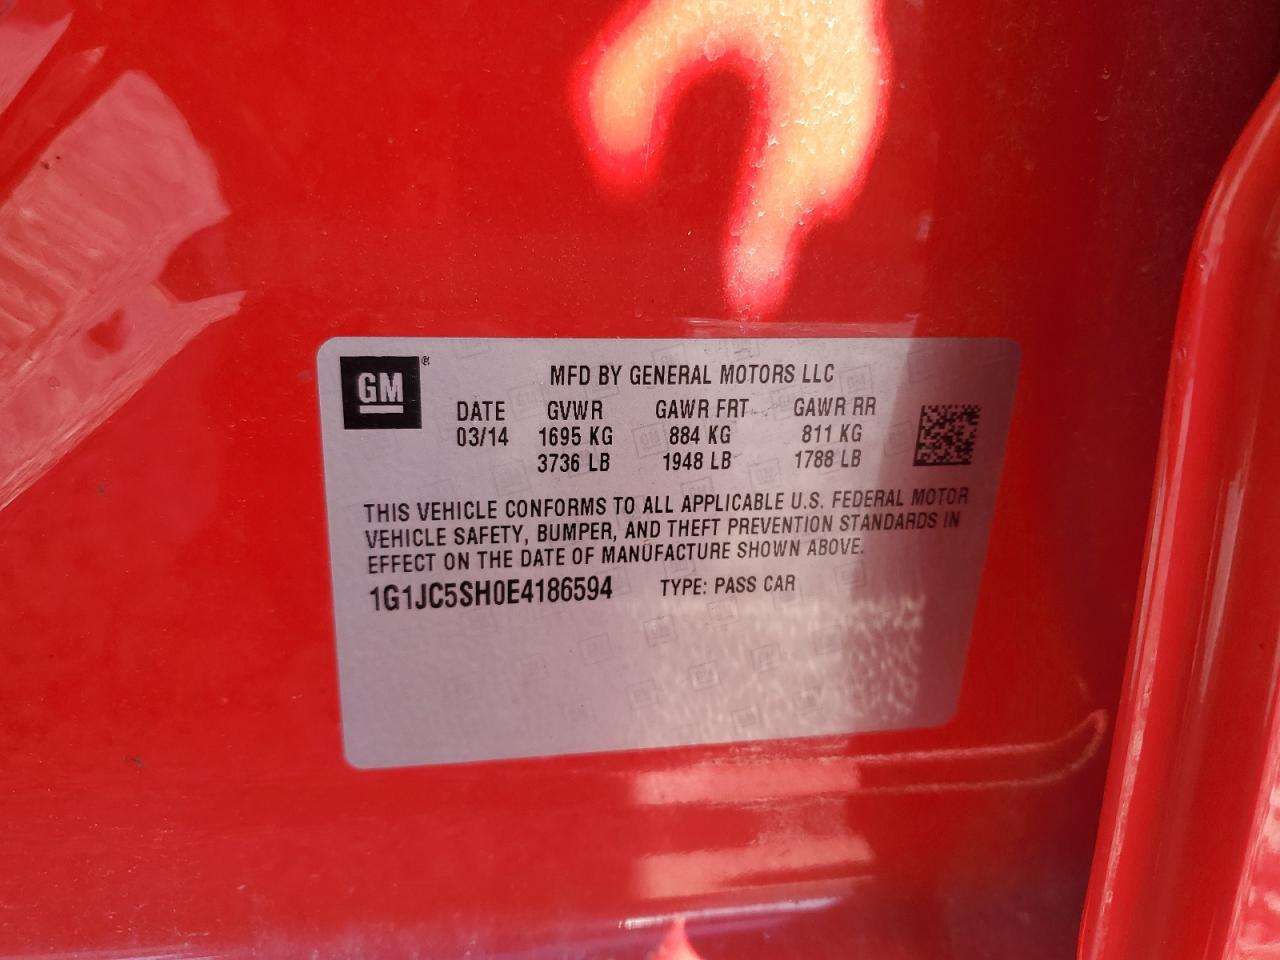 GM®
MFD BY GENERAL MOTORS LLC
DATE GVWR GAWR FRT GAWR RR
03/14 1695 KG 884 KG 811 KG
3736 LB 1948 LB 1788 LB
THIS VEHICLE CONFORMS TO ALL APPLICABLE U.S. FEDERAL MOTOR
VEHICLE SAFETY, BUMPER, AND THEFT PREVENTION STANDARDS IN
EFFECT ON THE DATE OF MANUFACTURE SHOWN ABOVE.
1G1JC5SH0E4186594 TYPE: PASS CAR